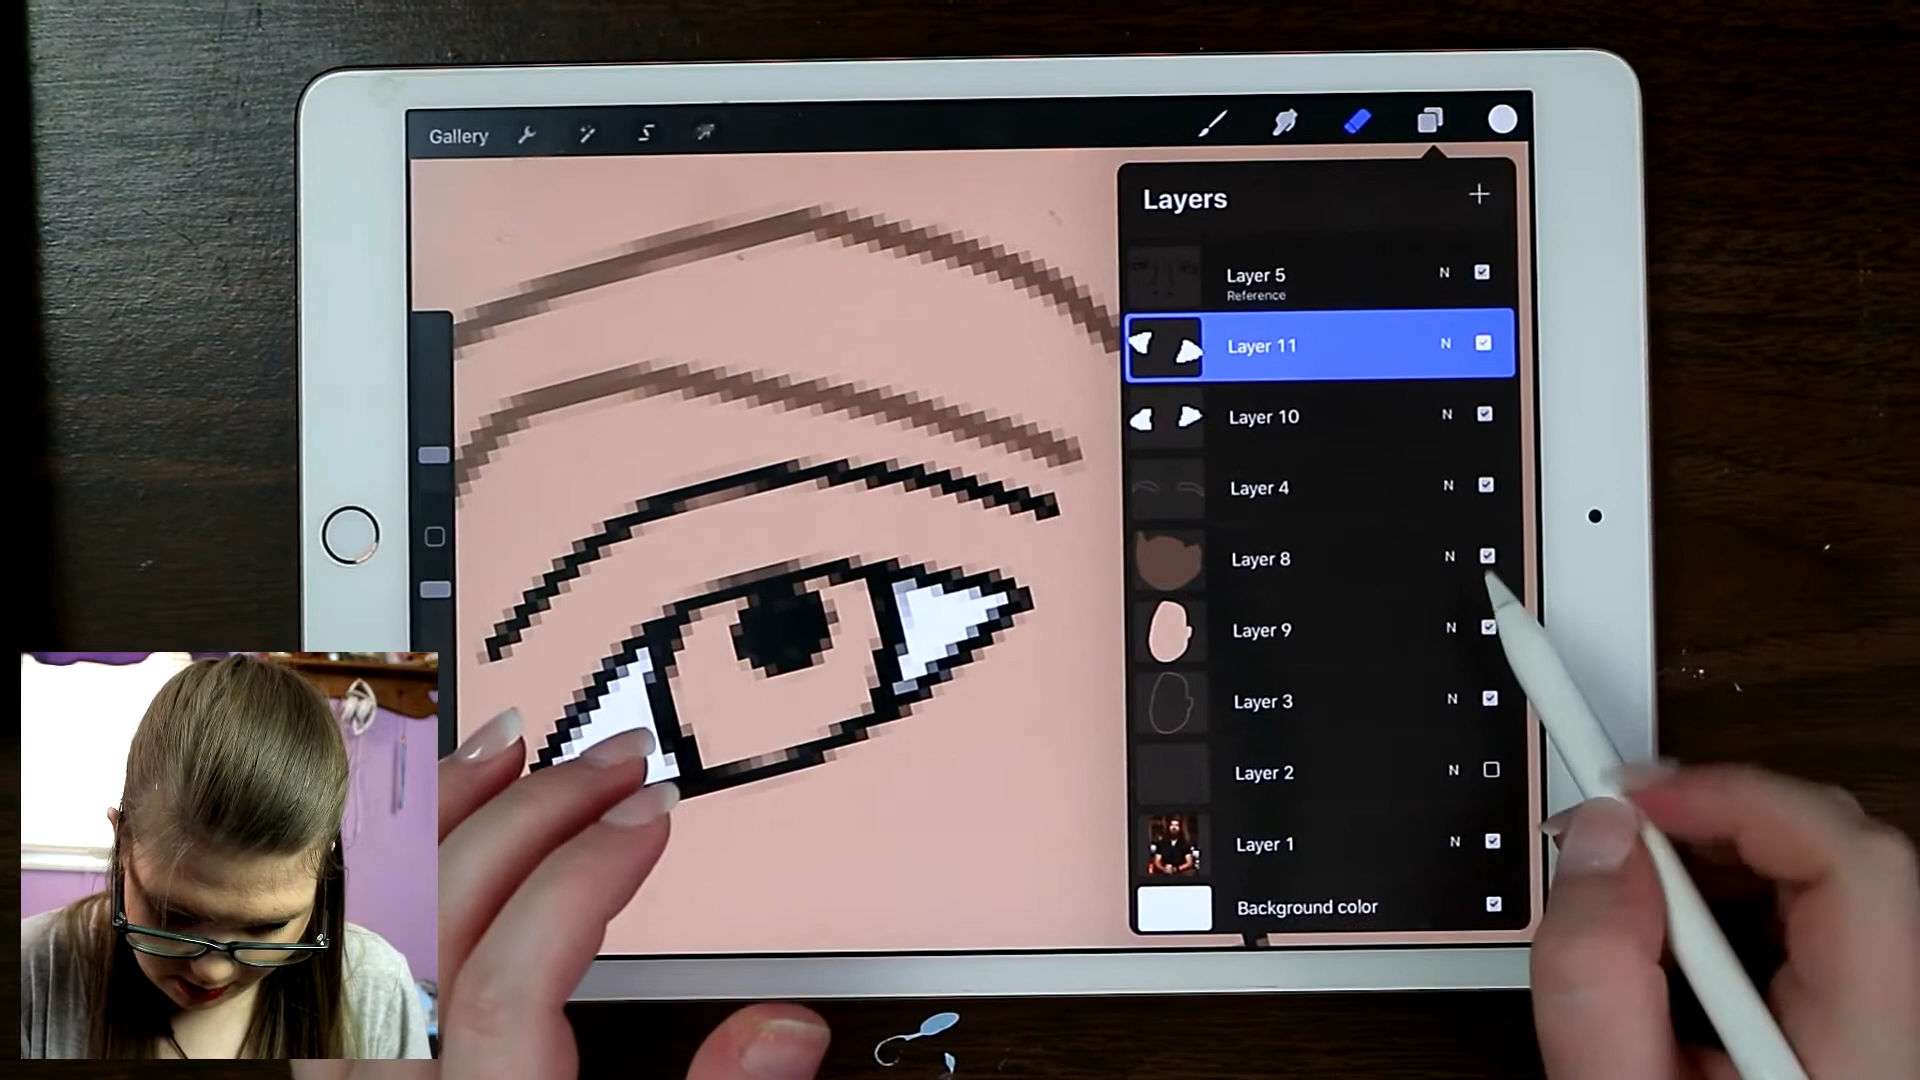 Gallery
Layers
Layer 5 N
Reference
Layer 11 N
Layer 10 N
Layer 4 N
Layer 8 N
Layer 9 N
Layer 3 N
Layer 2 N
Layer 1 N
Background color